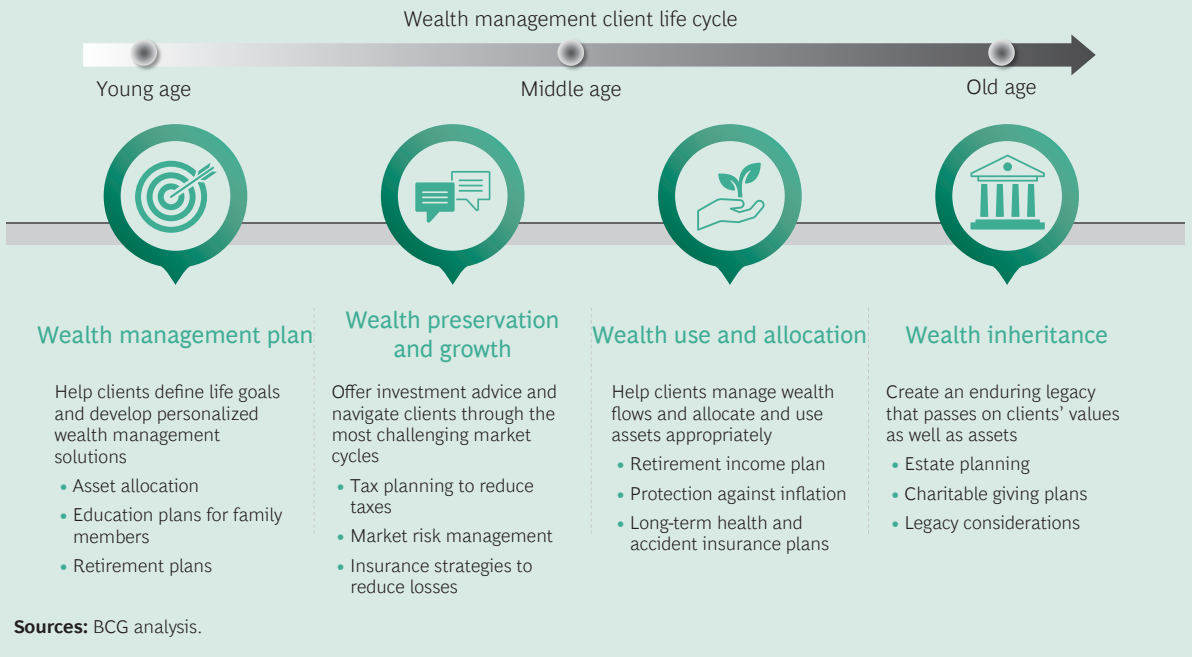 Wealth management client life cycle
Young age
Middle age
Old age
Wealth management plan
Help clients define life goals
and develop personalized
wealth management
solutions
• Asset allocation
• Education plans for family
members
• Retirement plans
Wealth preservation
and growth
Offer investment advice and
navigate clients through the
most challenging market
cycles
• Tax planning to reduce
taxes
• Market risk management
• Insurance strategies to
reduce losses
Wealth use and allocation
Help clients manage wealth
flows and allocate and use
assets appropriately
• Retirement income plan
• Protection against inflation
• Long-term health and
accident insurance plans
Wealth inheritance
Create an enduring legacy
that passes on clients’ values
as well as assets
• Estate planning
• Charitable giving plans
• Legacy considerations
Sources: BCG analysis.